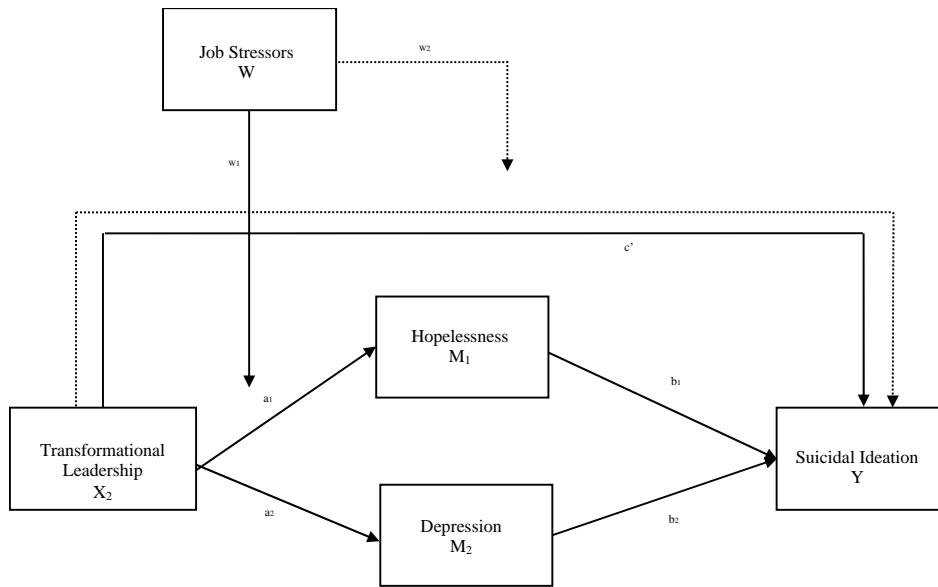 Job Stressors
W
w₂
w₁
c’
Hopelessness
M₁
a₁
b₁
Transformational
Leadership
X₂
Suicidal Ideation
Y
a₂
Depression
M₂
b₂